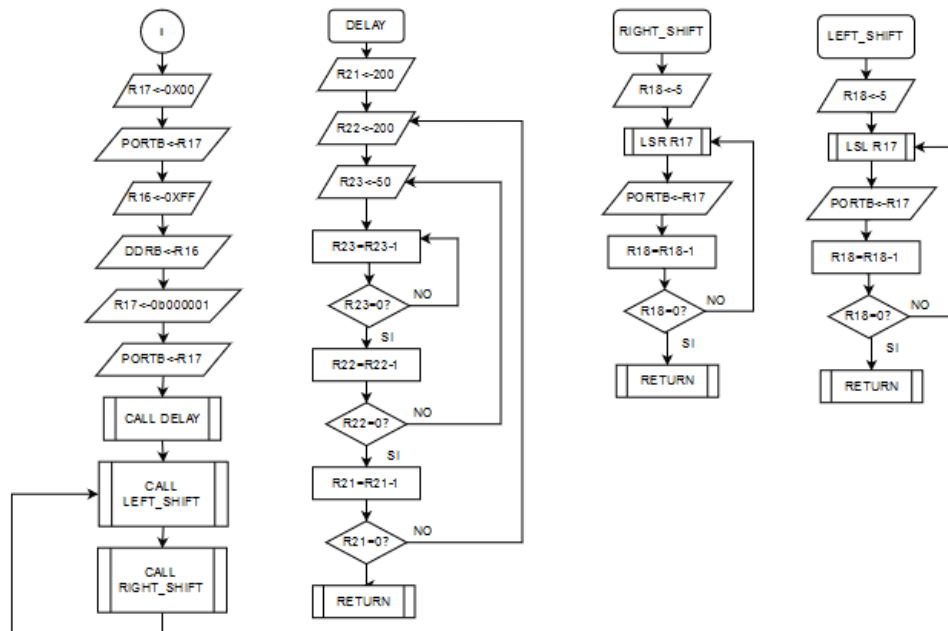 I
R17<-0X00
PORTB<-R17
R16<-0XFF
DDRB<-R16
R17<-0b000001
PORTB<-R17
CALL DELAY
CALL
LEFT_SHIFT
CALL
RIGHT_SHIFT
DELAY
R21<-200
R22<-200
R23<-50
R23=R23-1
R23=0?
NO
SI
R22=R22-1
R22=0?
NO
SI
R21=R21-1
R21=0?
NO
RETURN
RIGHT_SHIFT
R18<-5
LSR R17
PORTB<-R17
R18=R18-1
R18=0?
NO
SI
RETURN
LEFT_SHIFT
R18<-5
LSL R17
PORTB<-R17
R18=R18-1
R18=0?
NO
SI
RETURN